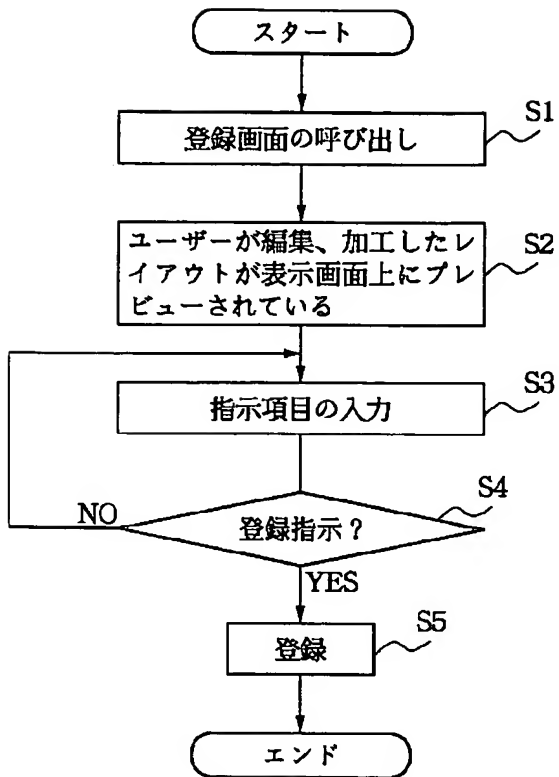 スタート
S1
登録画面の呼び出し
S2
ユーザーが編集、加工したレ
イアウトが表示画面上にプレ
ビューされている
S3
指示項目の入力
S4
登録指示?
NO
YES
S5
登録
エンド